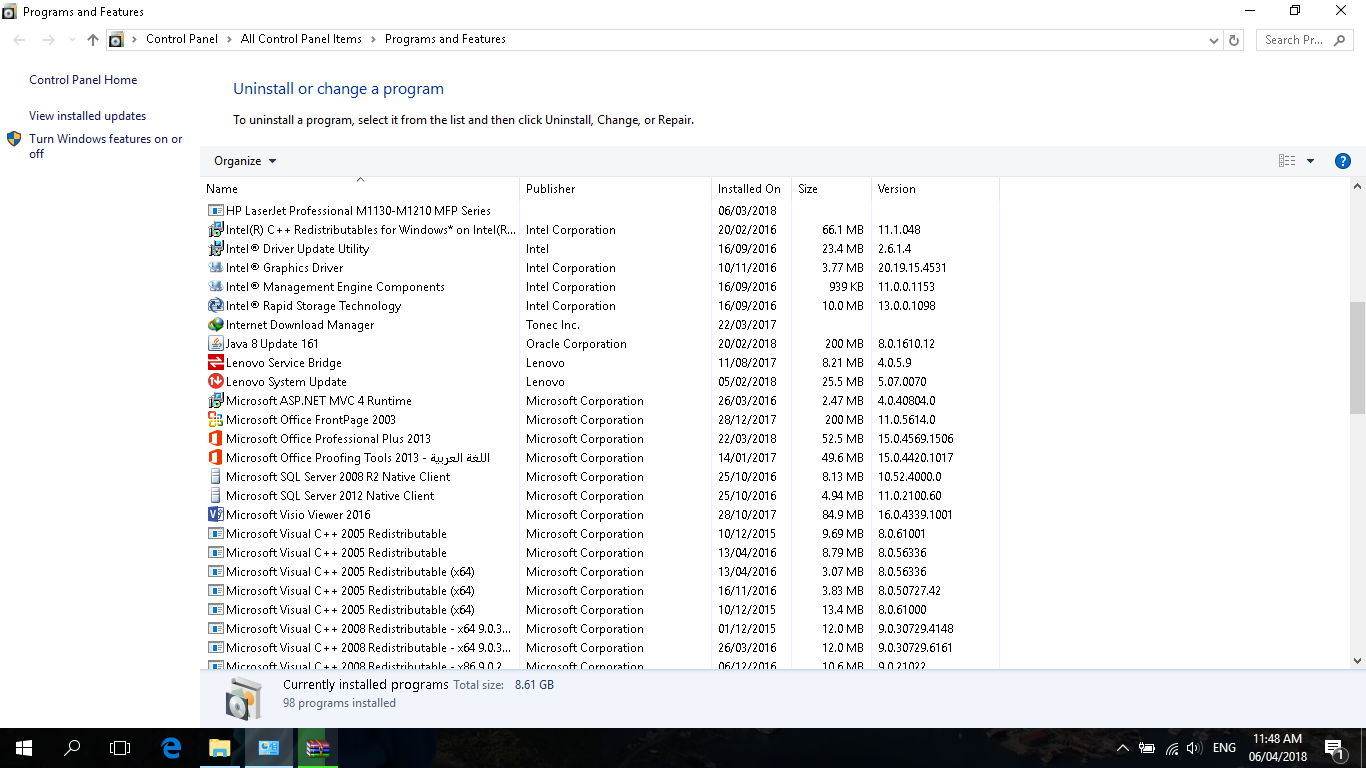 Programs and Features
Control Panel > All Control Panel Items > Programs and Features
Search Pr...
Control Panel Home
View installed updates
Turn Windows features on or
off
Uninstall or change a program
To uninstall a program, select it from the list and then click Uninstall, Change, or Repair.
Organize
Name Publisher Installed On Size Version
HP LaserJet Professional M1130-M1210 MFP Series 06/03/2018
Intel(R) C++ Redistributables for Windows* on Intel(R... Intel Corporation 20/02/2016 66.1 MB 11.1.048
Intel® Driver Update Utility Intel 16/09/2016 23.4 MB 2.6.1.4
Intel® Graphics Driver Intel Corporation 10/11/2016 3.77 MB 20.19.15.4531
Intel® Management Engine Components Intel Corporation 16/09/2016 939 KB 11.0.0.1153
Intel® Rapid Storage Technology Intel Corporation 16/09/2016 10.0 MB 13.0.0.1098
Internet Download Manager Tonec Inc. 22/03/2017
Java 8 Update 161 Oracle Corporation 20/02/2018 200 MB 8.0.1610.12
Lenovo Service Bridge Lenovo 11/08/2017 8.21 MB 4.0.5.9
Lenovo System Update Lenovo 05/02/2018 25.5 MB 5.07.0070
Microsoft ASP.NET MVC 4 Runtime Microsoft Corporation 26/03/2016 2.47 MB 4.0.40804.0
Microsoft Office FrontPage 2003 Microsoft Corporation 28/12/2017 200 MB 11.0.5614.0
Microsoft Office Professional Plus 2013 Microsoft Corporation 22/03/2018 52.5 MB 15.0.4569.1506
Microsoft Office Proofing Tools 2013 - اللغة العربية Microsoft Corporation 14/01/2017 49.6 MB 15.0.4420.1017
Microsoft SQL Server 2008 R2 Native Client Microsoft Corporation 25/10/2016 8.13 MB 10.52.4000.0
Microsoft SQL Server 2012 Native Client Microsoft Corporation 25/10/2016 4.94 MB 11.0.2100.60
Microsoft Visio Viewer 2016 Microsoft Corporation 28/10/2017 84.9 MB 16.0.4339.1001
Microsoft Visual C++ 2005 Redistributable Microsoft Corporation 10/12/2015 9.69 MB 8.0.61001
Microsoft Visual C++ 2005 Redistributable Microsoft Corporation 13/04/2016 8.79 MB 8.0.56336
Microsoft Visual C++ 2005 Redistributable (x64) Microsoft Corporation 13/04/2016 3.07 MB 8.0.56336
Microsoft Visual C++ 2005 Redistributable (x64) Microsoft Corporation 16/11/2016 3.83 MB 8.0.50727.42
Microsoft Visual C++ 2005 Redistributable (x64) Microsoft Corporation 10/12/2015 13.4 MB 8.0.61000
Microsoft Visual C++ 2008 Redistributable - x64 9.0.3... Microsoft Corporation 01/12/2015 12.0 MB 9.0.30729.4148
Microsoft Visual C++ 2008 Redistributable - x64 9.0.3... Microsoft Corporation 26/03/2016 12.0 MB 9.0.30729.6161
Microsoft Visual C++ 2008 Redistributable - x86 9.0.2... Microsoft Corporation 06/12/2016 10.6 MB 9.0.21022
Currently installed programs Total size: 8.61 GB
98 programs installed
ENG
11:48 AM
06/04/2018
1